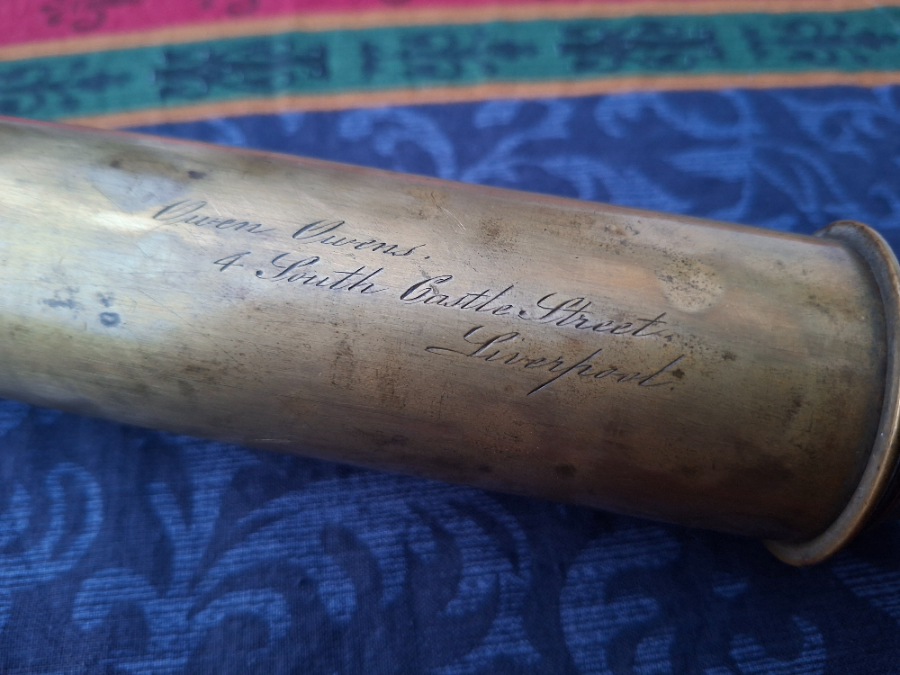 Owen Owens.
4 South Castle Street.
Liverpool.